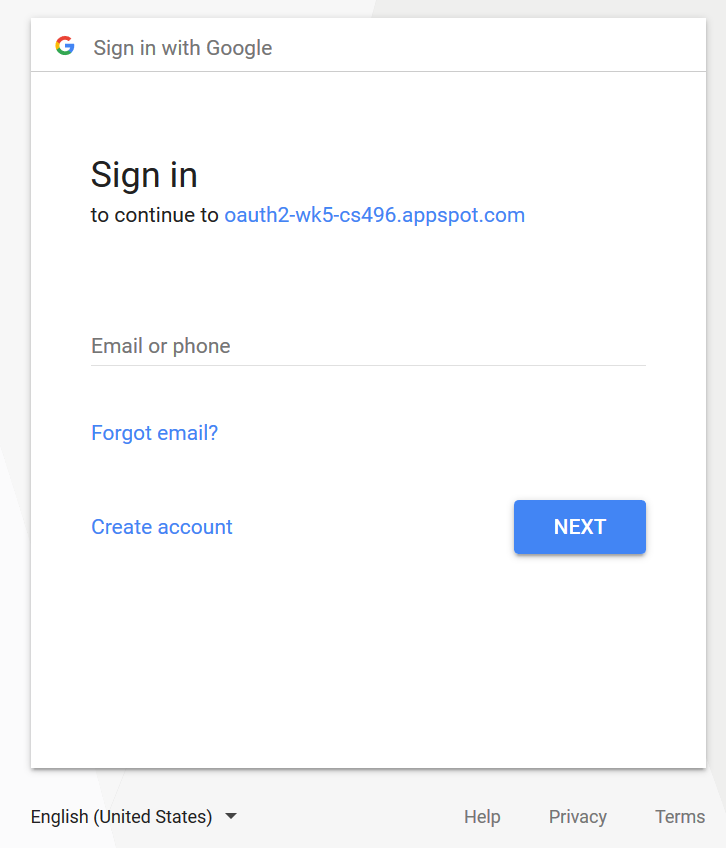 Sign in with Google
Sign in
to continue to oauth2-wk5-cs496.appspot.com
Email or phone
Forgot email?
Create account NEXT
English (United States) Help Privacy Terms